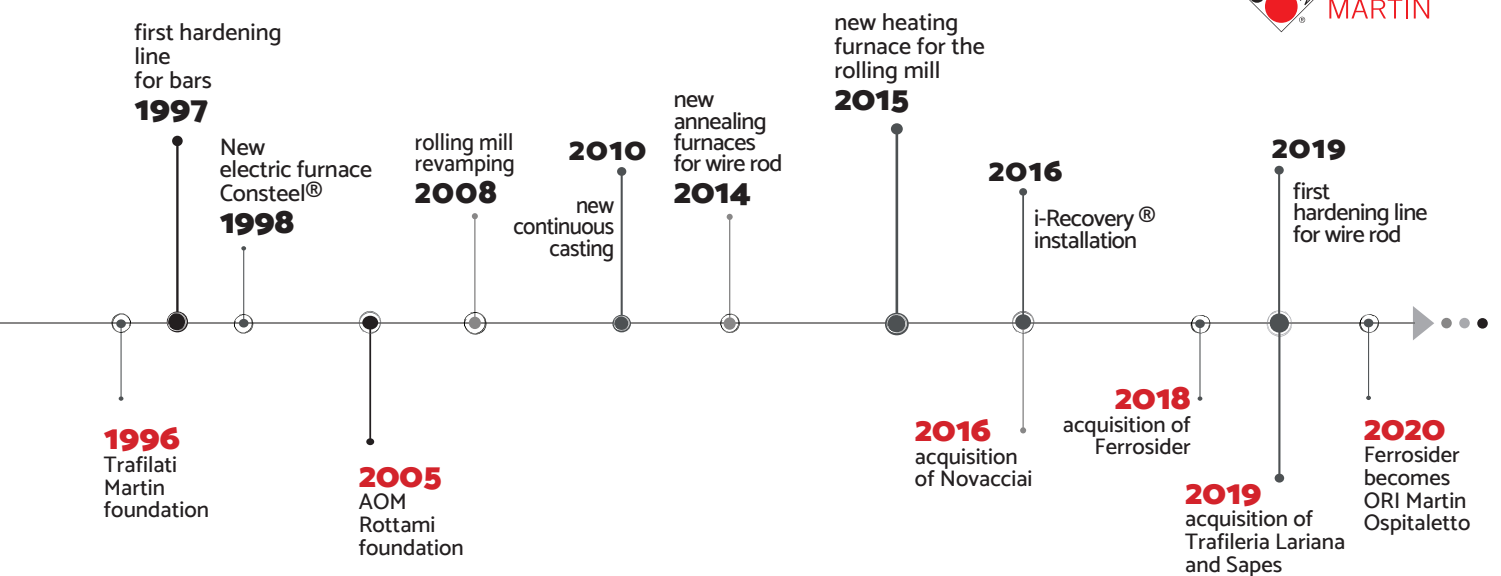 MARTIN
first hardening
line
for bars
1997
New
electric furnace
Consteel®
1998
rolling mill
revamping
2008
2010
new
continuous
casting
new
annealing
furnaces
for wire rod
2014
new heating
furnace for the
rolling mill
2015
2016
i-Recovery ®
installation
2019
first
hardening line
for wire rod
1996
Trafilati
Martin
foundation
2005
AOM
Rottami
foundation
2016
acquisition
of Novacciai
2018
acquisition of
Ferrosider
2019
acquisition of
Trafileria Lariana
and Sapes
2020
Ferrosider
becomes
ORI Martin
Ospitaletto